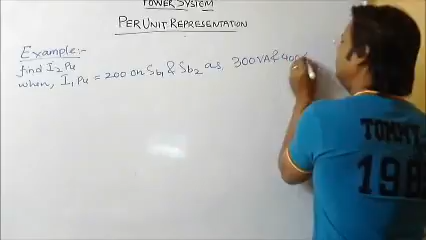 POWER SYSTEM
PER UNIT REPRESENTATION
Example:-
find I2 Pu
when, I1 Pu = 200 on Sb1 & Sb2 as, 300VA & 400
TOMMY
198